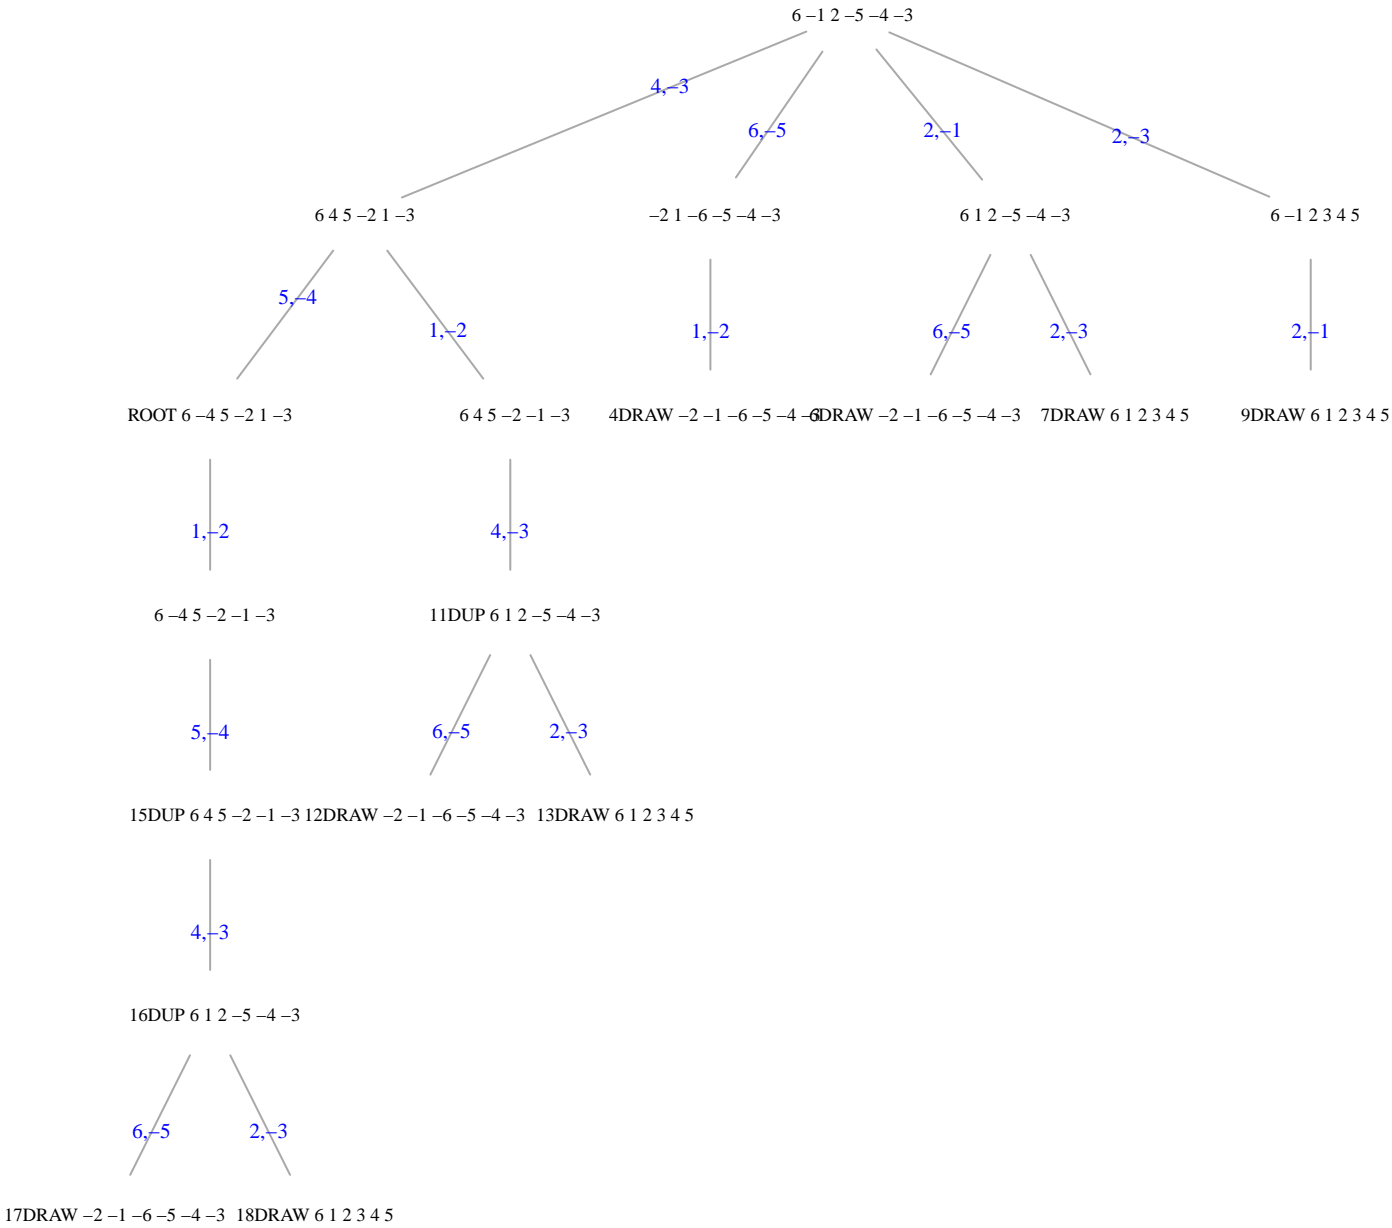 6 –1 2 –5 –4 –3
4,–3
6,–5
2,–1
2,–3
6 4 5 –2 1 –3
–2 1 –6 –5 –4 –3
6 1 2 –5 –4 –3
6 –1 2 3 4 5
5,–4
1,–2
1,–2
6,–5
2,–3
2,–1
ROOT 6 –4 5 –2 1 –3
6 4 5 –2 –1 –3
4DRAW –2 –1 –6 –5 –4 –3
6DRAW –2 –1 –6 –5 –4 –3
7DRAW 6 1 2 3 4 5
9DRAW 6 1 2 3 4 5
1,–2
4,–3
6 –4 5 –2 –1 –3
11DUP 6 1 2 –5 –4 –3
5,–4
6,–5
2,–3
15DUP 6 4 5 –2 –1 –3
12DRAW –2 –1 –6 –5 –4 –3
13DRAW 6 1 2 3 4 5
4,–3
16DUP 6 1 2 –5 –4 –3
6,–5
2,–3
17DRAW –2 –1 –6 –5 –4 –3
18DRAW 6 1 2 3 4 5